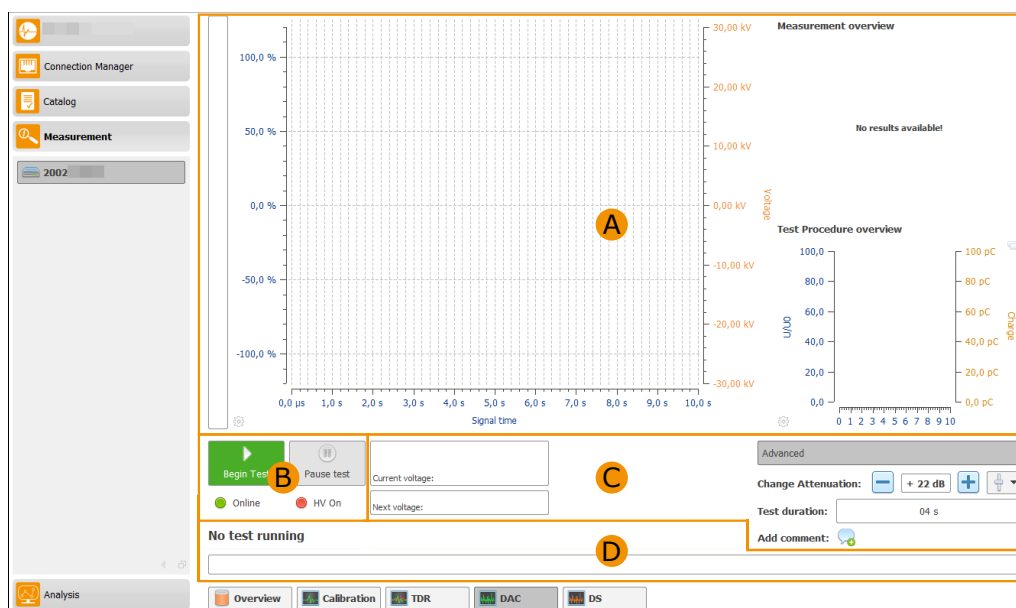 Connection Manager
Catalog
Measurement
2002
Analysis
100,0 %
50,0 %
0,0 %
-50,0 %
-100,0 %
30,00 kV
20,00 kV
10,00 kV
0,00 kV
-10,00 kV
-20,00 kV
-30,00 kV
Voltage
A
0,0 µs 1,0 s 2,0 s 3,0 s 4,0 s 5,0 s 6,0 s 7,0 s 8,0 s 9,0 s 10,0 s
Signal time
Measurement overview
No results available!
Test Procedure overview
100,0
80,0
60,0
40,0
20,0
0,0
U/U0
100 pC
80 pC
60 pC
40,0 pC
20,0 pC
0,0 pC
Charge
0 1 2 3 4 5 6 7 8 9 10
Begin Test
B
Pause test
Online
HV On
Current voltage:
Next voltage:
C
Advanced
Change Attenuation:
+ 22 dB
Test duration:
04 s
Add comment:
No test running
D
Overview
Calibration
TDR
DAC
DS